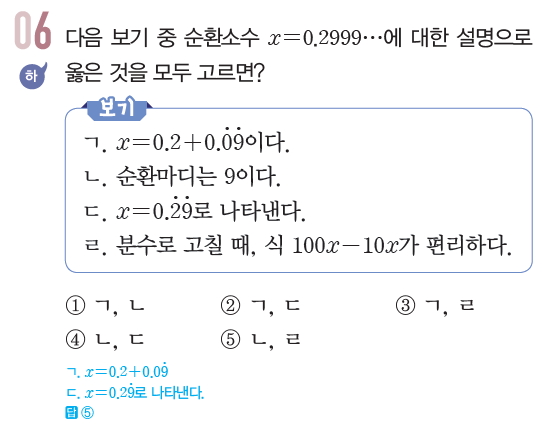 06 다음 보기 중 순환소수 x=0.2999⋯에 대한 설명으로
하 옳은 것을 모두 고르면?
보기
ㄱ. x=0.2+0.0̇9̇이다.
ㄴ. 순환마디는 9이다.
ㄷ. x=0.2̇9̇로 나타낸다.
ㄹ. 분수로 고칠 때, 식 100x-10x가 편리하다.
① ㄱ, ㄴ ② ㄱ, ㄷ ③ ㄱ, ㄹ
④ ㄴ, ㄷ ⑤ ㄴ, ㄹ
ㄱ. x=0.2+0.09̇
ㄷ. x=0.29̇로 나타낸다.
답 ⑤